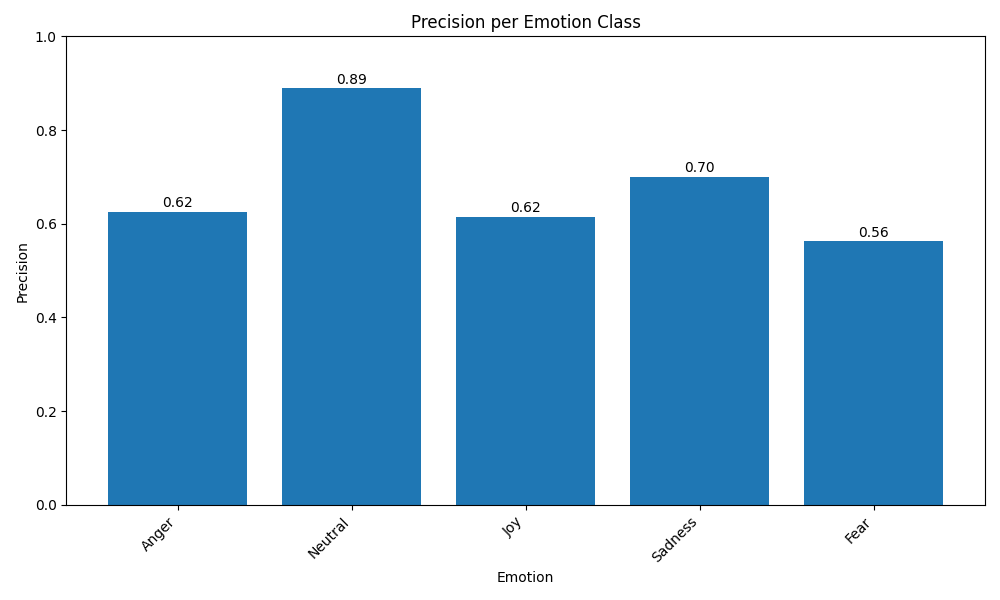 Precision per Emotion Class
1.0
0.8
0.6
0.4
0.2
0.0
Precision
0.62
0.89
0.62
0.70
0.56
Anger
Neutral
Joy
Sadness
Fear
Emotion